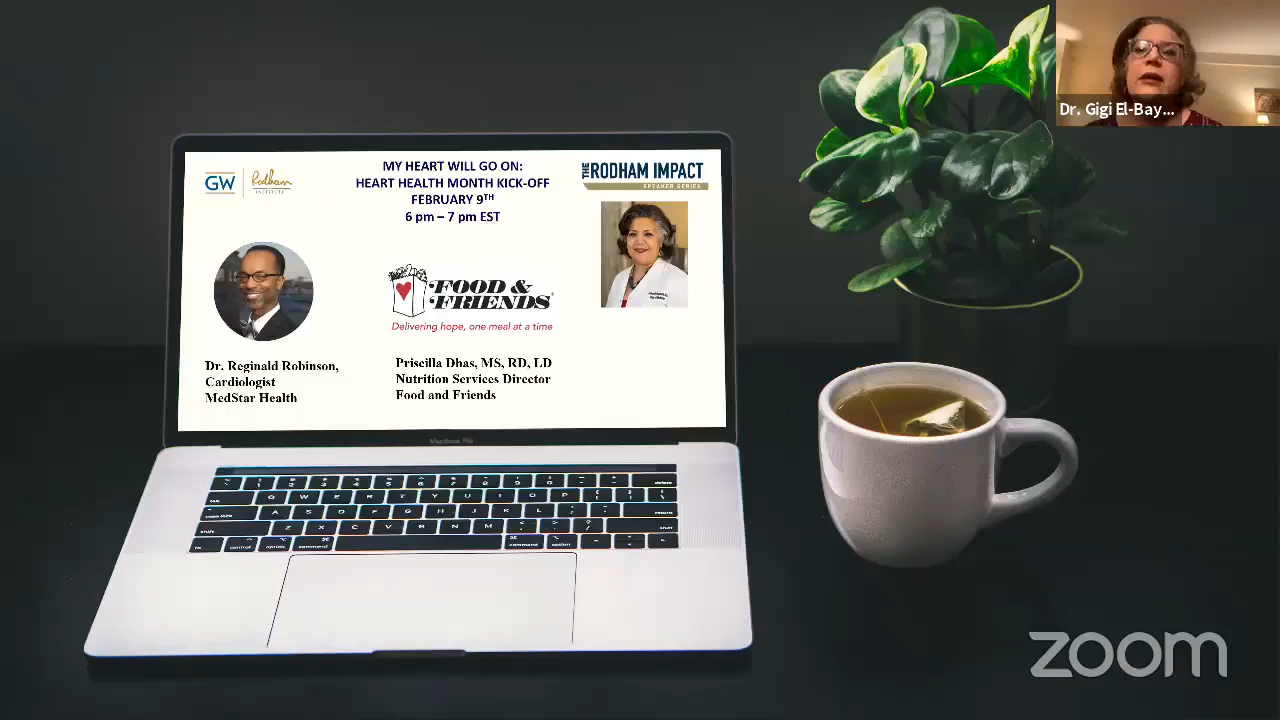 GW
Rodham
INSTITUTE
MY HEART WILL GO ON:
HEART HEALTH MONTH KICK-OFF
FEBRUARY 9TH
6 pm – 7 pm EST
THE RODHAM IMPACT
SPEAKER SERIES
FOOD &
FRIENDS®
Delivering hope, one meal at a time
Dr. Reginald Robinson,
Cardiologist
MedStar Health
Priscilla Dhas, MS, RD, LD
Nutrition Services Director
Food and Friends
Dr. Gigi El-Bay...
MacBook Pro
Q W E R T Y U I O P
A S D F G H J K L
Z X C V B N M
zoom